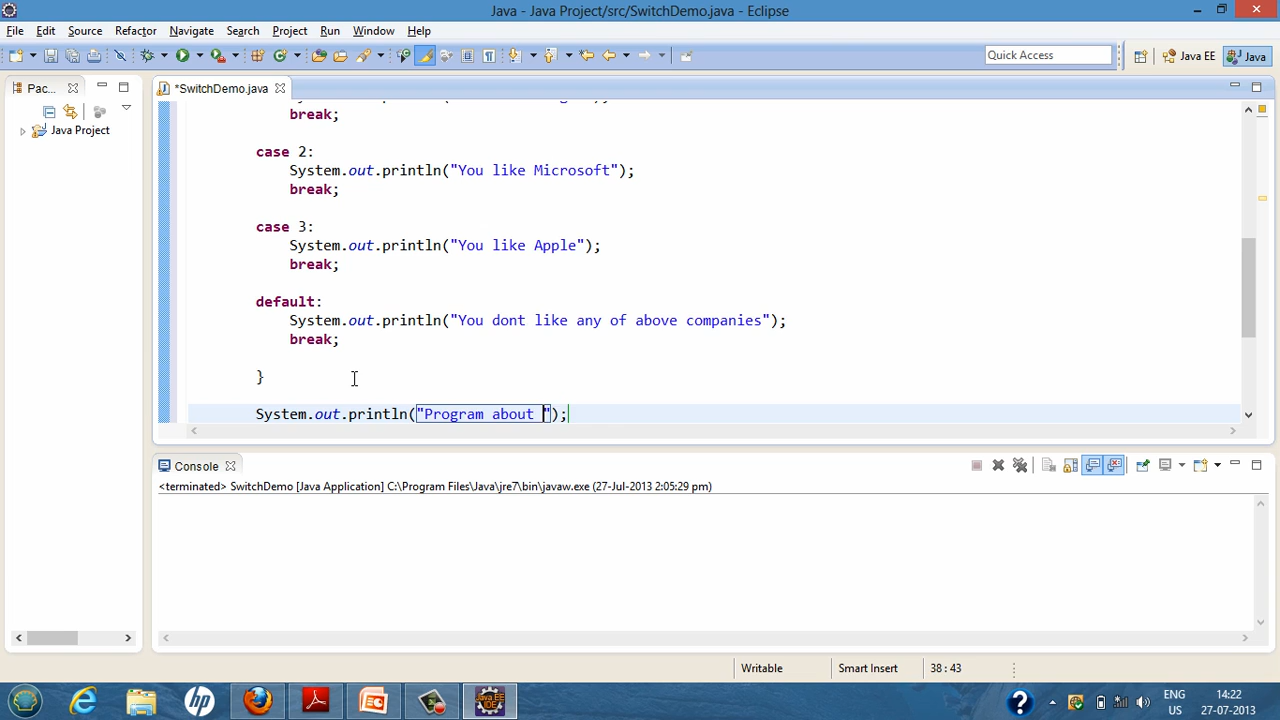 Java - Java Project/src/SwitchDemo.java - Eclipse
File Edit Source Refactor Navigate Search Project Run Window Help
Quick Access
Java EE
Java
Pac...
*SwitchDemo.java
Java Project
break;
case 2:
System.out.println("You like Microsoft");
break;
case 3:
System.out.println("You like Apple");
break;
default:
System.out.println("You dont like any of above companies");
break;
}
System.out.println("Program about ");
Console
<terminated> SwitchDemo [Java Application] C:\Program Files\Java\jre7\bin\javaw.exe (27-Jul-2013 2:05:29 pm)
Writable
Smart Insert
38 : 43
hp
Java EE
IDE
ENG
US
14:22
27-07-2013